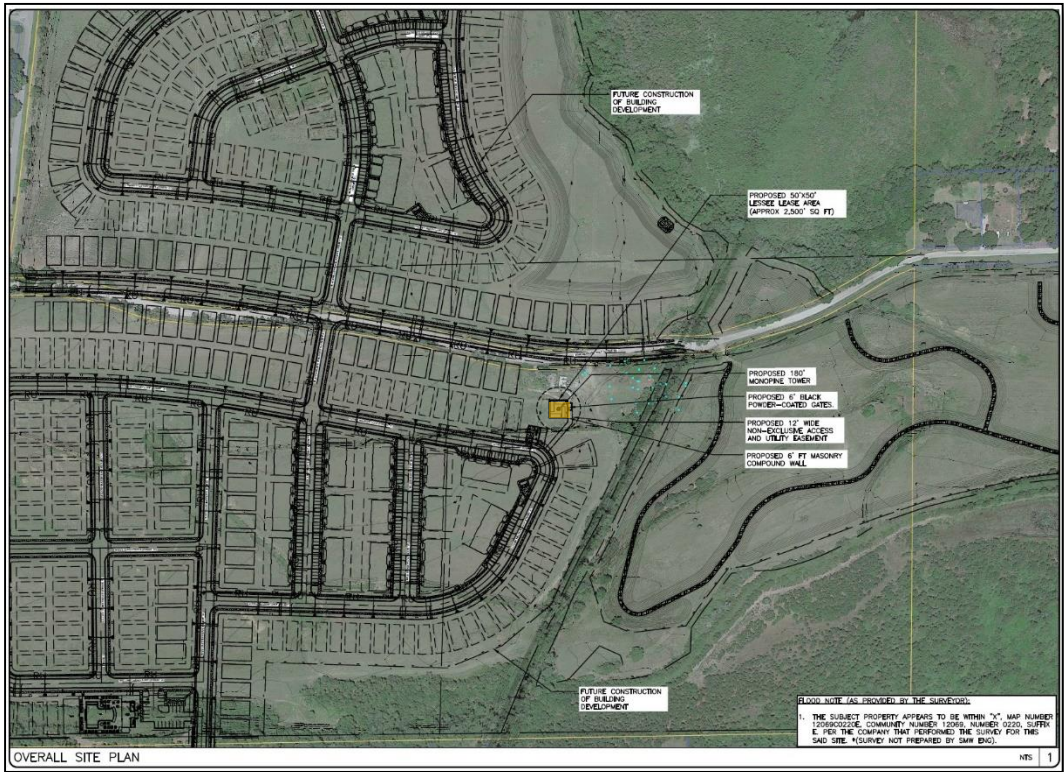 FUTURE CONSTRUCTION
OF BUILDING
DEVELOPMENT
PROPOSED 50'X50'
LESSEE LEASE AREA
(APPROX 2,500' SQ FT)
PROPOSED 180'
MONOPINE TOWER
PROPOSED 6' BLACK
POWDER-COATED GATES.
PROPOSED 12' WIDE
NON-EXCLUSIVE ACCESS
AND UTILITY EASEMENT
PROPOSED 6' FT MASONRY
COMPOUND WALL
FUTURE CONSTRUCTION
OF BUILDING
DEVELOPMENT
FLOOD NOTE (AS PROVIDED BY THE SURVEYOR):
1. THE SUBJECT PROPERTY APPEARS TO BE WITHIN "X", MAP NUMBER
12069C0220E, COMMUNITY NUMBER 12069, NUMBER 0220, SUFFIX
E. PER THE COMPANY THAT PERFORMED THE SURVEY FOR THIS
SAID SITE. *(SURVEY NOT PREPARED BY SMW ENG).
OVERALL SITE PLAN
NTS 1